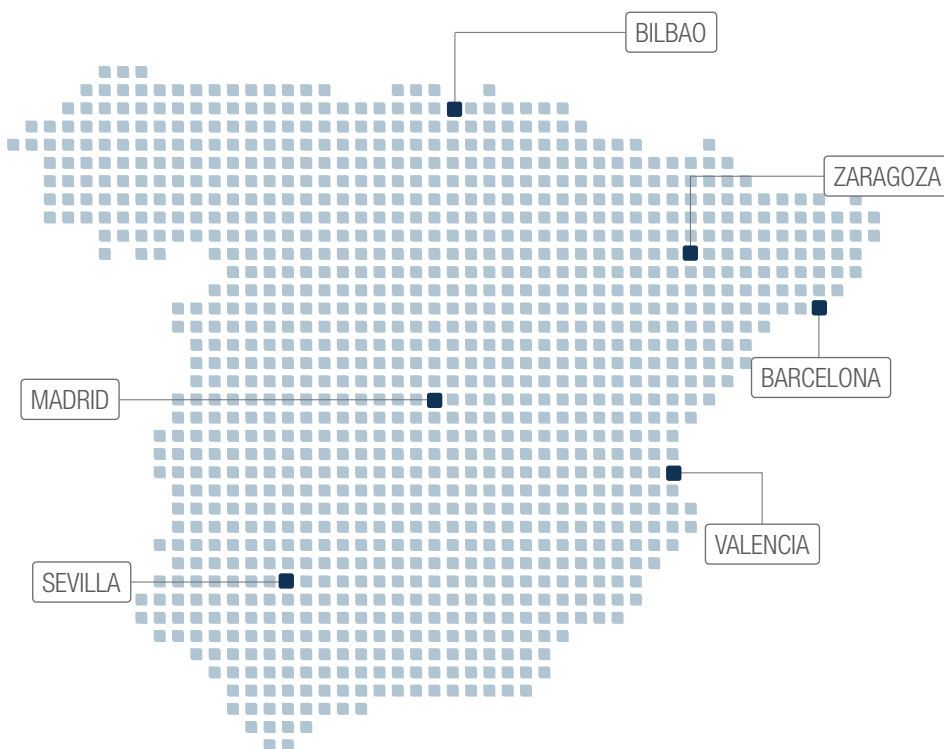 BILBAO
ZARAGOZA
BARCELONA
MADRID
VALENCIA
SEVILLA